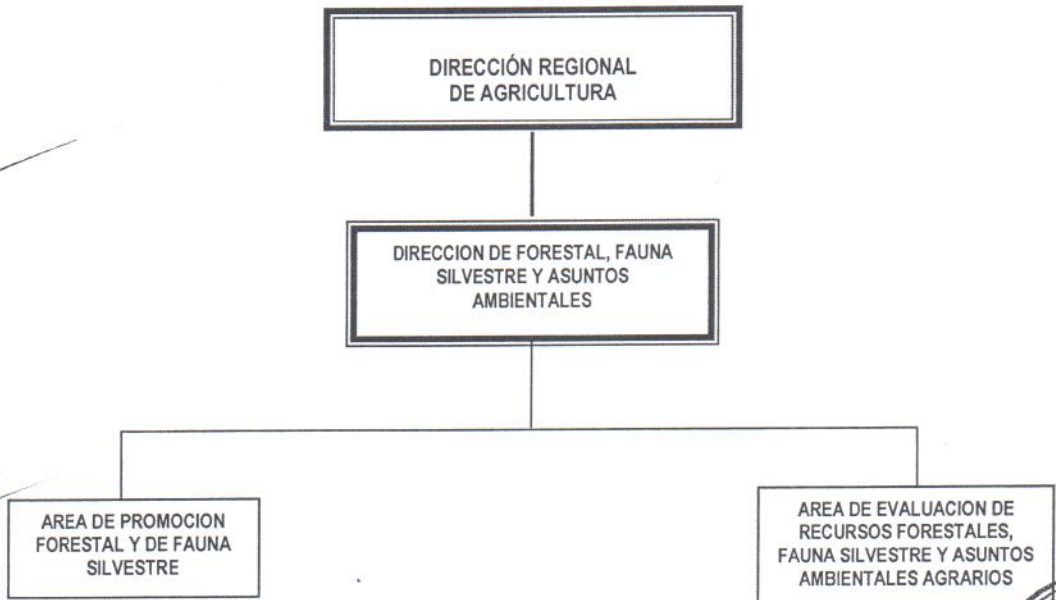 DIRECCIÓN REGIONAL
DE AGRICULTURA
DIRECCION DE FORESTAL, FAUNA
SILVESTRE Y ASUNTOS
AMBIENTALES
AREA DE PROMOCION
FORESTAL Y DE FAUNA
SILVESTRE
AREA DE EVALUACION DE
RECURSOS FORESTALES,
FAUNA SILVESTRE Y ASUNTOS
AMBIENTALES AGRARIOS